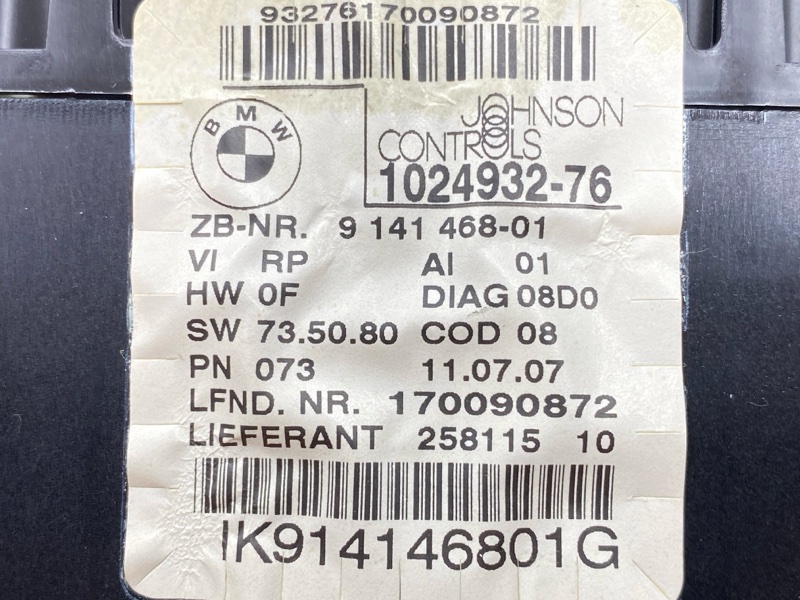 93276170090872
BMW
JOHNSON
CONTROLS
1024932-76
ZB-NR. 9 141 468-01
VI RP AI 01
HW 0F DIAG 08D0
SW 73.50.80 COD 08
PN 073 11.07.07
LFND. NR. 170090872
LIEFERANT 258115 10
IK914146801G